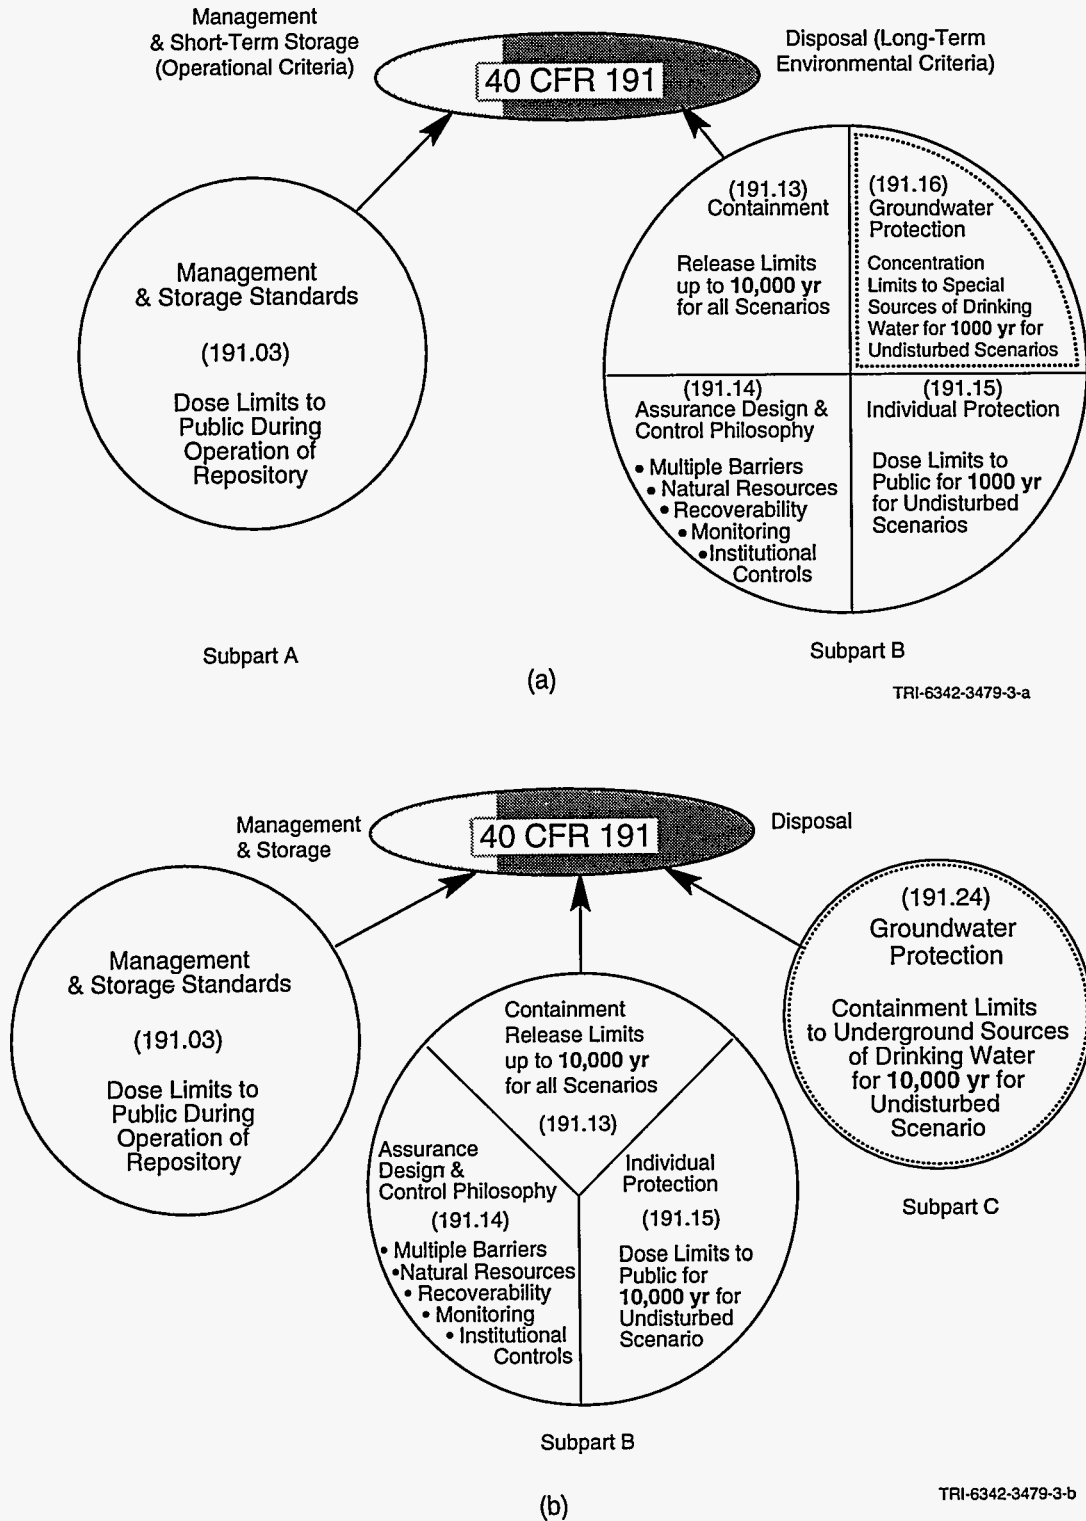 Management
& Short-Term Storage
(Operational Criteria)
40 CFR 191
Disposal (Long-Term
Environmental Criteria)
Management
& Storage Standards
(191.03)
Dose Limits to
Public During
Operation of
Repository
(191.13)
Containment
Release Limits
up to 10,000 yr
for all Scenarios
(191.16)
Groundwater
Protection
Concentration
Limits to Special
Sources of Drinking
Water for 1000 yr for
Undisturbed Scenarios
(191.14)
Assurance Design &
Control Philosophy
• Multiple Barriers
• Natural Resources
• Recoverability
• Monitoring
• Institutional
Controls
(191.15)
Individual Protection
Dose Limits to
Public for 1000 yr
for Undisturbed
Scenarios
Subpart A
Subpart B
(a)
TRI-6342-3479-3-a
Management
& Storage
40 CFR 191
Disposal
Management
& Storage Standards
(191.03)
Dose Limits to
Public During
Operation of
Repository
Containment
Release Limits
up to 10,000 yr
for all Scenarios
(191.13)
Assurance
Design &
Control Philosophy
(191.14)
• Multiple Barriers
• Natural Resources
• Recoverability
• Monitoring
• Institutional
Controls
Individual
Protection
(191.15)
Dose Limits to
Public for
10,000 yr for
Undisturbed
Scenario
(191.24)
Groundwater
Protection
Containment Limits
to Underground Sources
of Drinking Water
for 10,000 yr for
Undisturbed
Scenario
Subpart C
Subpart B
(b)
TRI-6342-3479-3-b